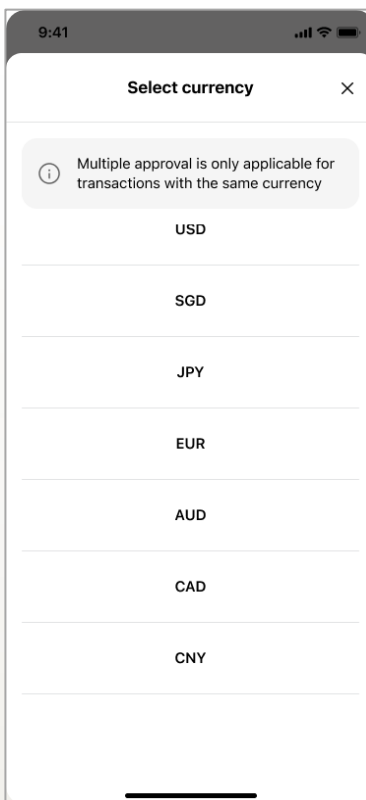 9:41
Select currency
Multiple approval is only applicable for
transactions with the same currency
USD
SGD
JPY
EUR
AUD
CAD
CNY